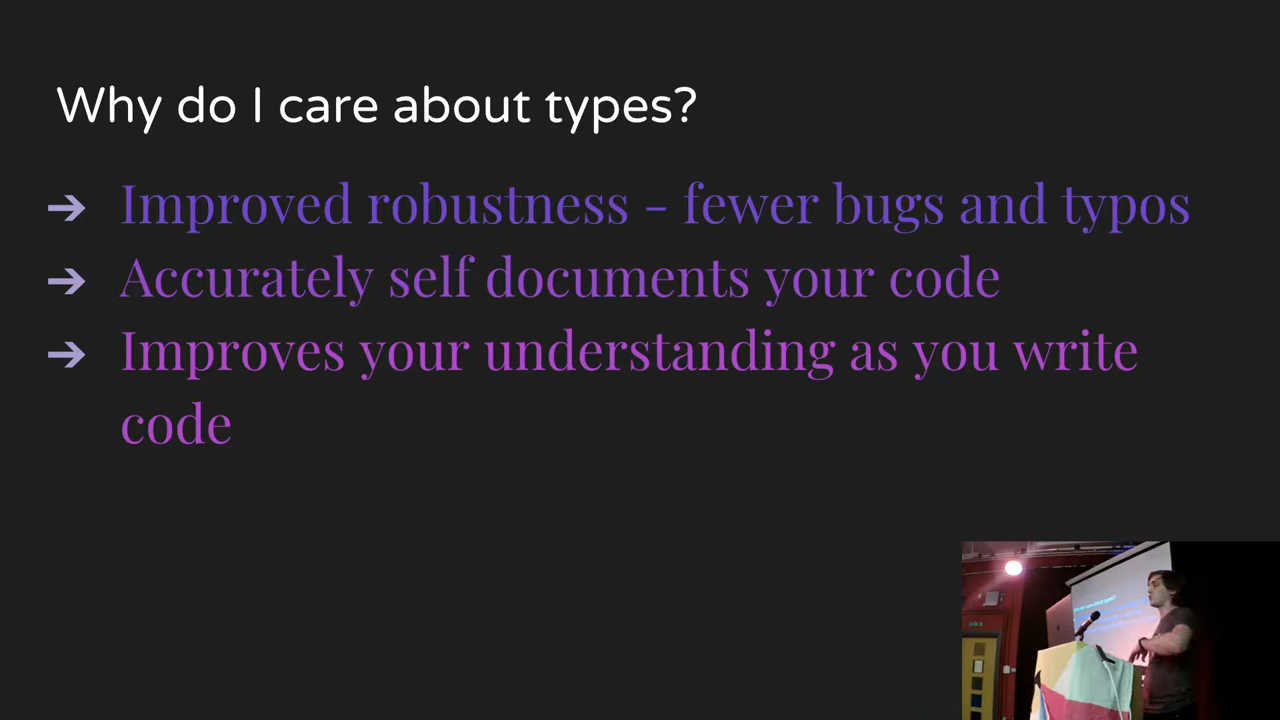 Why do I care about types?
➔ Improved robustness - fewer bugs and typos
➔ Accurately self documents your code
➔ Improves your understanding as you write
code